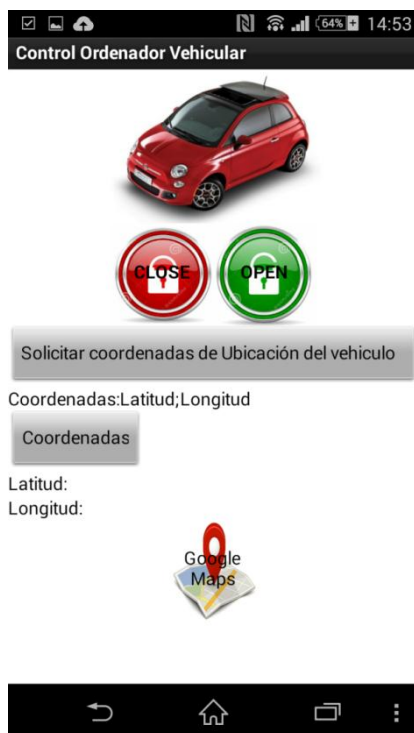 64% 14:53
Control Ordenador Vehicular
CLOSE OPEN
Solicitar coordenadas de Ubicación del vehiculo
Coordenadas:Latitud;Longitud
Coordenadas
Latitud:
Longitud:
Google
Maps